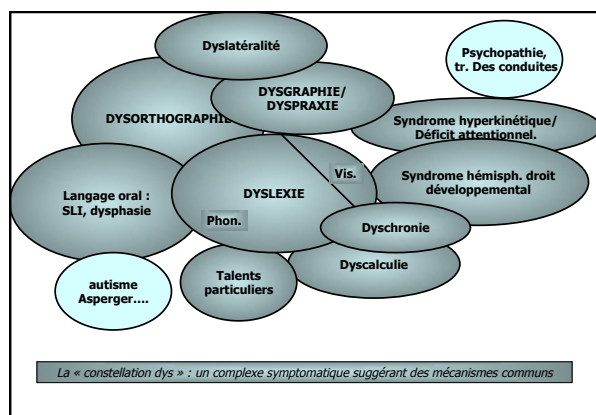 Dyslatéralité
Psychopathie,
tr. Des conduites
DYSGRAPHIE/
DYSPRAXIE
DYSORTHOGRAPHIE
Syndrome hyperkinétique/
Déficit attentionnel.
Vis.
Syndrome hémisph. droit
développemental
Langage oral :
SLI, dysphasie
DYSLEXIE
Phon.
Dyschronie
Dyscalculie
Talents
particuliers
autisme
Asperger....
La « constellation dys » : un complexe symptomatique suggérant des mécanismes communs